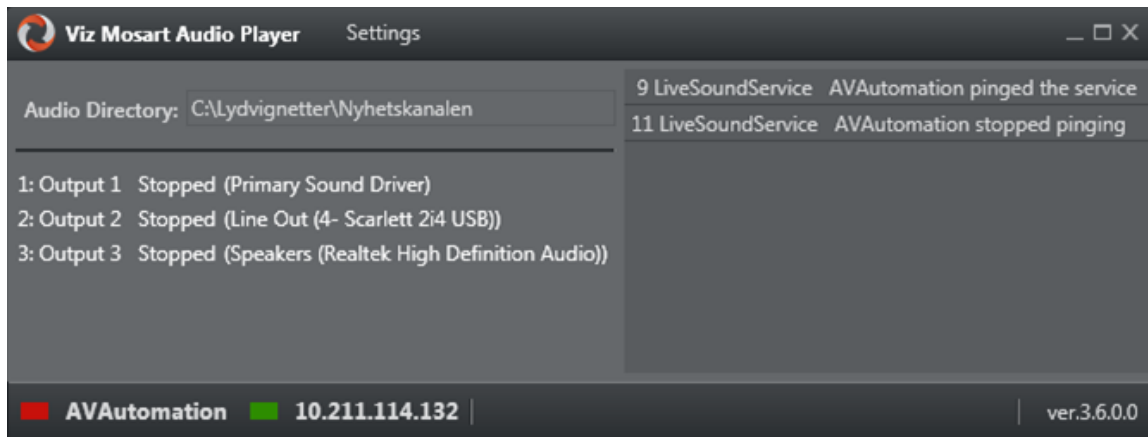 Viz Mosart Audio Player Settings
Audio Directory: C:\Lydvignetter\Nyhetskanalen
1: Output 1 Stopped (Primary Sound Driver)
2: Output 2 Stopped (Line Out (4- Scarlett 2i4 USB))
3: Output 3 Stopped (Speakers (Realtek High Definition Audio))
9 LiveSoundService AVAutomation pinged the service
11 LiveSoundService AVAutomation stopped pinging
AVAutomation 10.211.114.132 ver.3.6.0.0